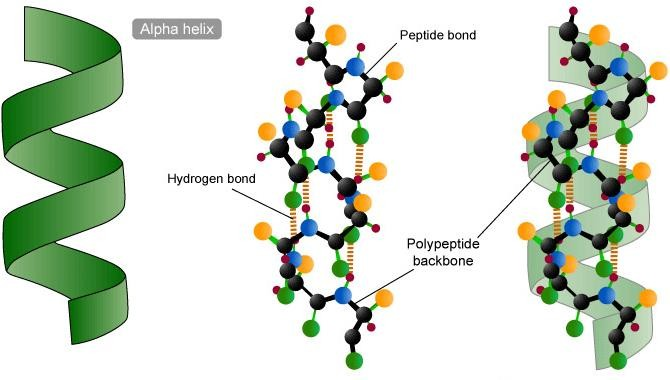 Alpha helix
Peptide bond
Hydrogen bond
Polypeptide
backbone